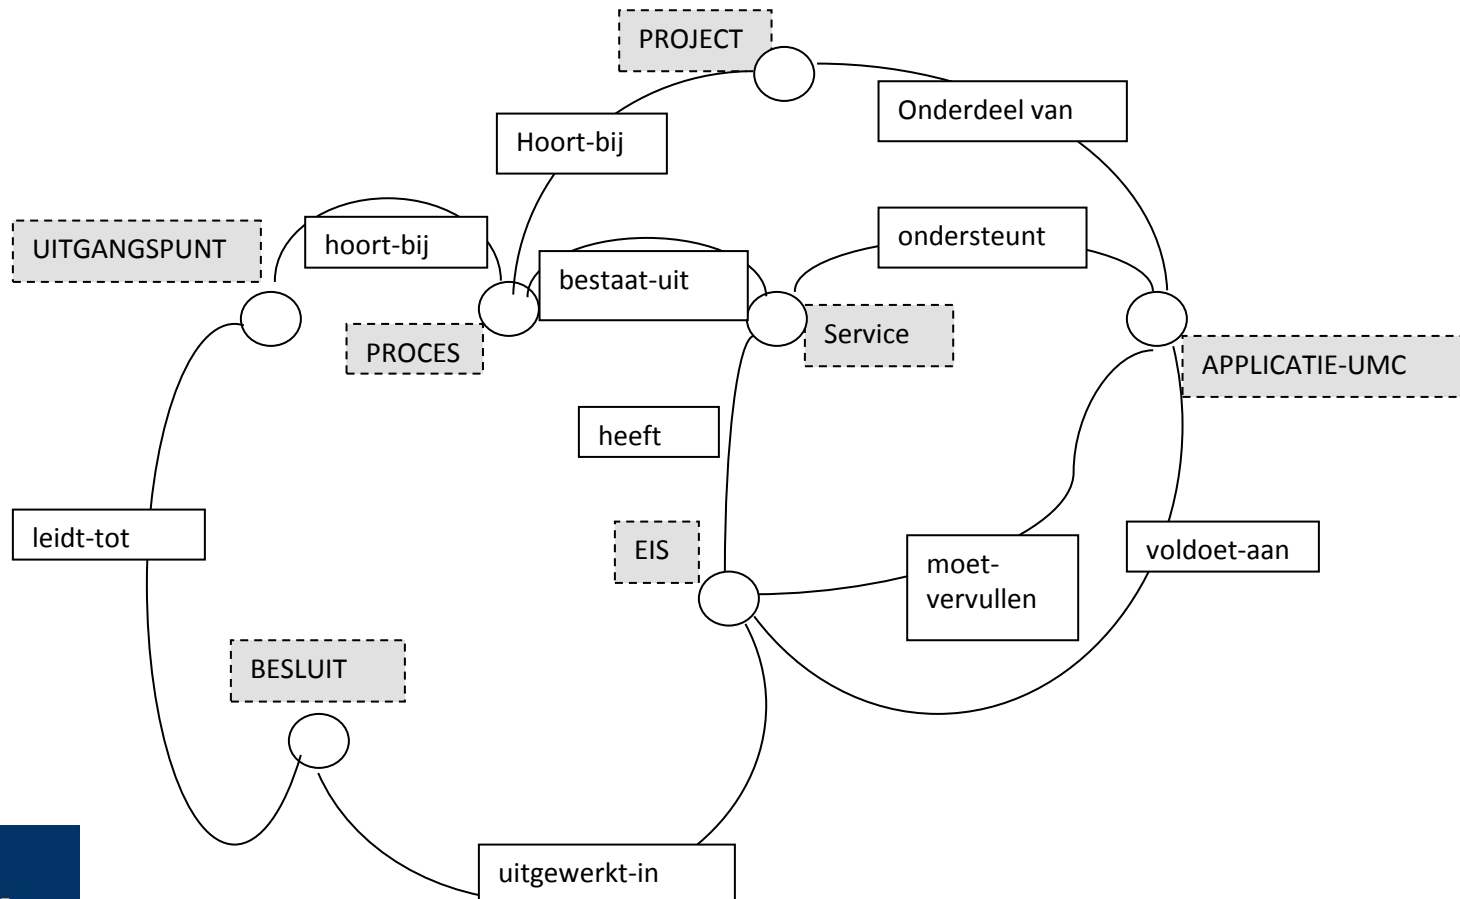 PROJECT
Onderdeel van
Hoort-bij
UITGANGSPUNT
hoort-bij
ondersteunt
bestaat-uit
PROCES
Service
APPLICATIE-UMC
heeft
leidt-tot
EIS
moet-
vervullen
voldoet-aan
BESLUIT
uitgewerkt-in